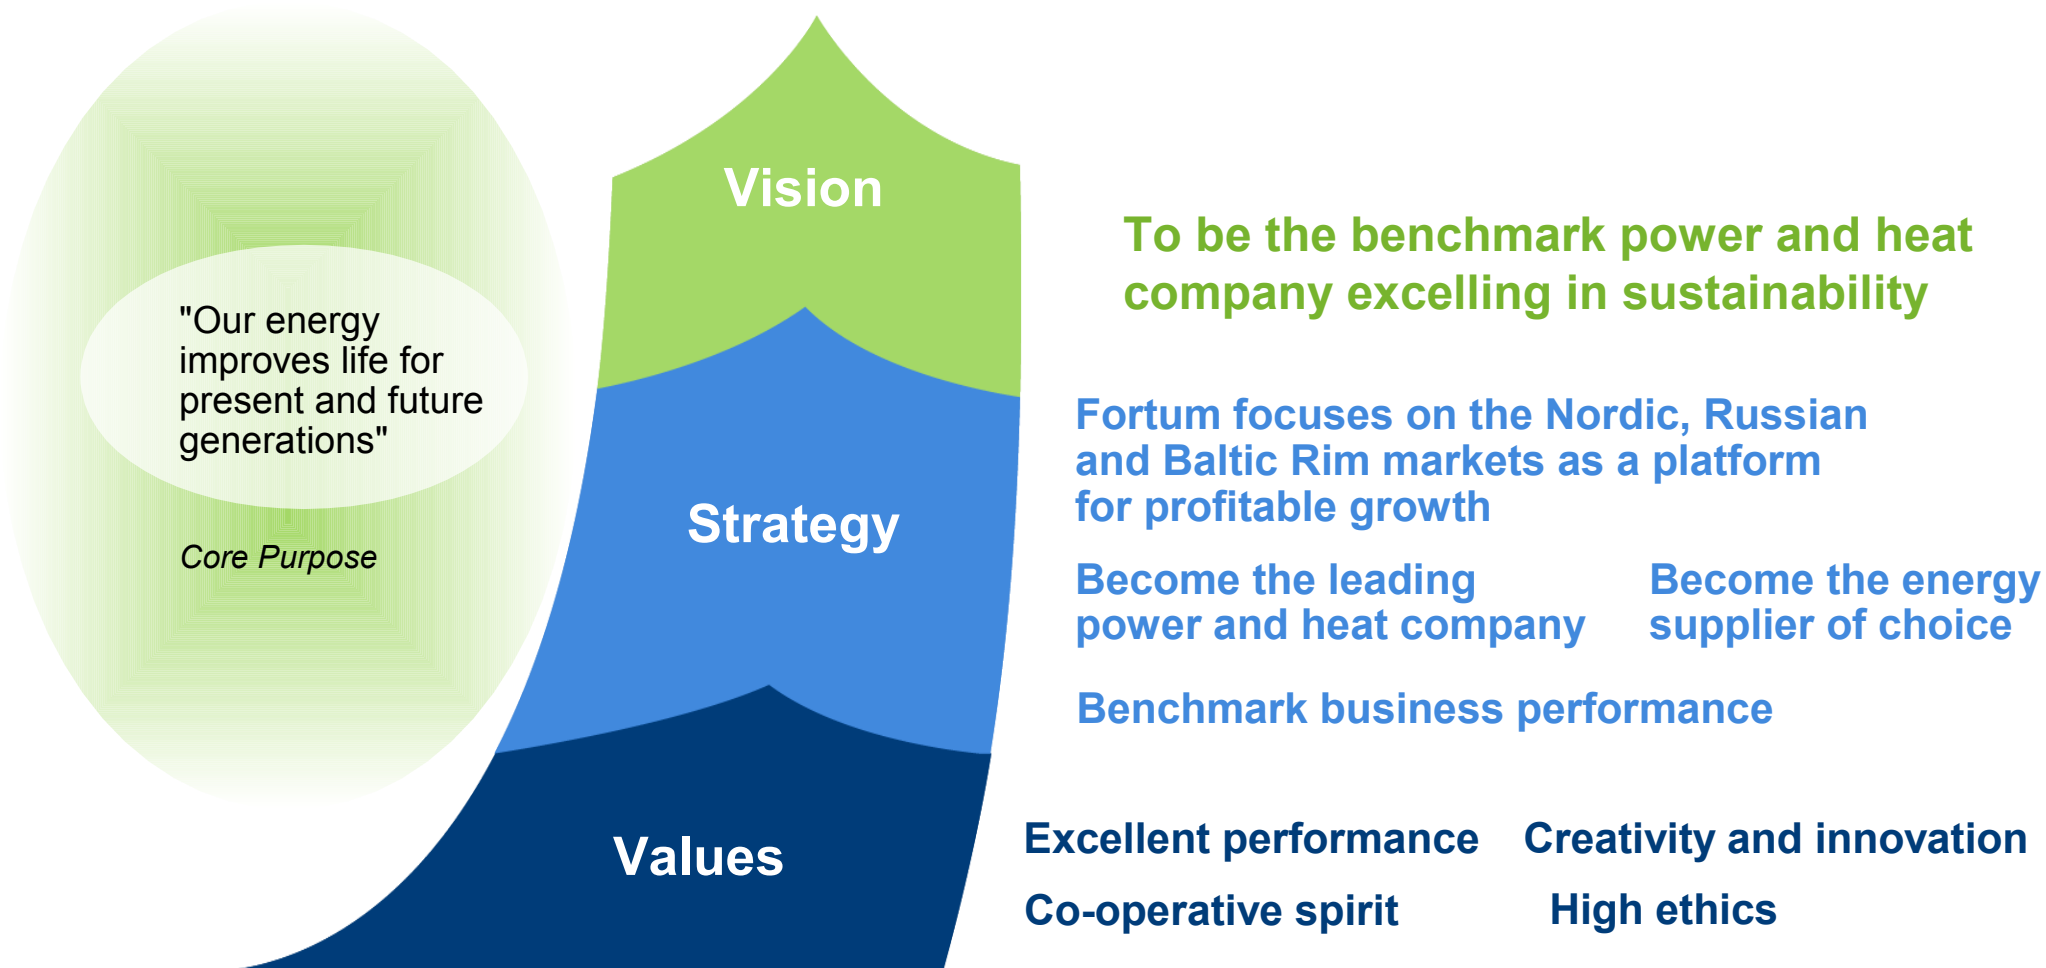 "Our energy
improves life for
present and future
generations"
Core Purpose
Vision
To be the benchmark power and heat
company excelling in sustainability
Strategy
Fortum focuses on the Nordic, Russian
and Baltic Rim markets as a platform
for profitable growth
Become the leading
power and heat company
Become the energy
supplier of choice
Benchmark business performance
Values
Excellent performance
Creativity and innovation
Co-operative spirit
High ethics